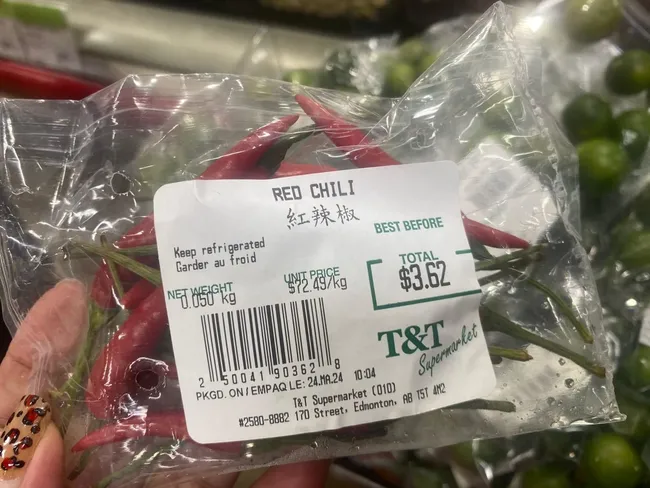 RED CHILI
紅辣椒
BEST BEFORE
Keep refrigerated
Garder au froid
TOTAL
$3.62
NET WEIGHT
UNIT PRICE
0.050 kg
$72.49/kg
2 50041 90362 8
T&T
Supermarket
PKGD. ON/EMPAQ LE: 24.MA.24 10:04
T&T Supermarket (010)
#2580-8882 170 Street, Edmonton, AB T5T 4M2